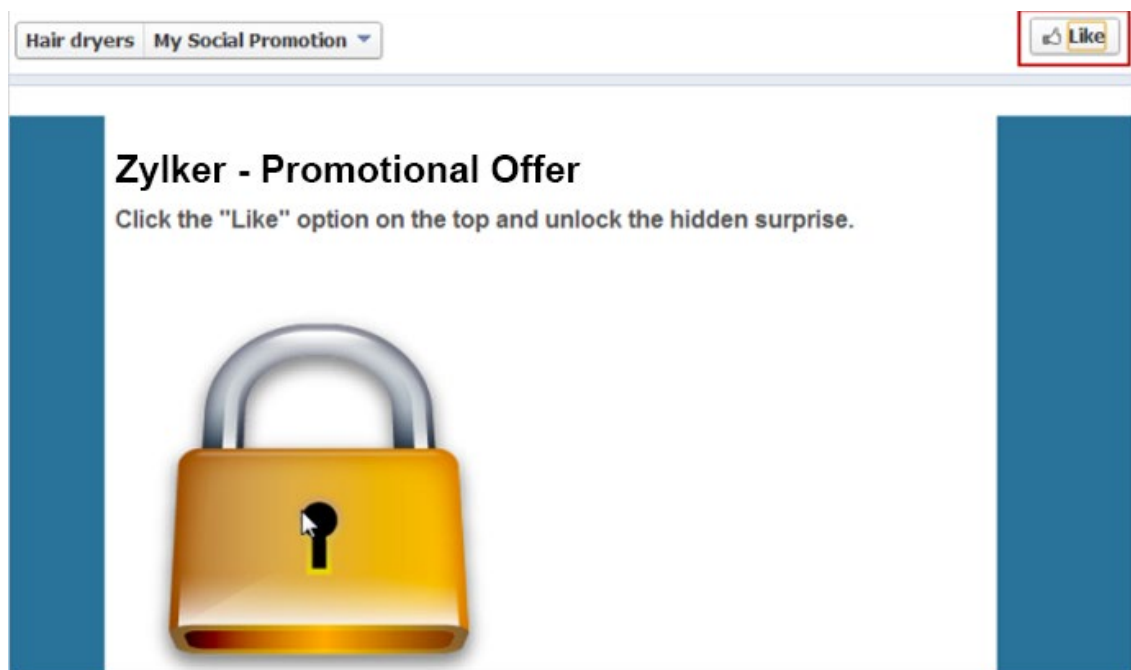 Hair dryers My Social Promotion Like
Zylker - Promotional Offer
Click the "Like" option on the top and unlock the hidden surprise.